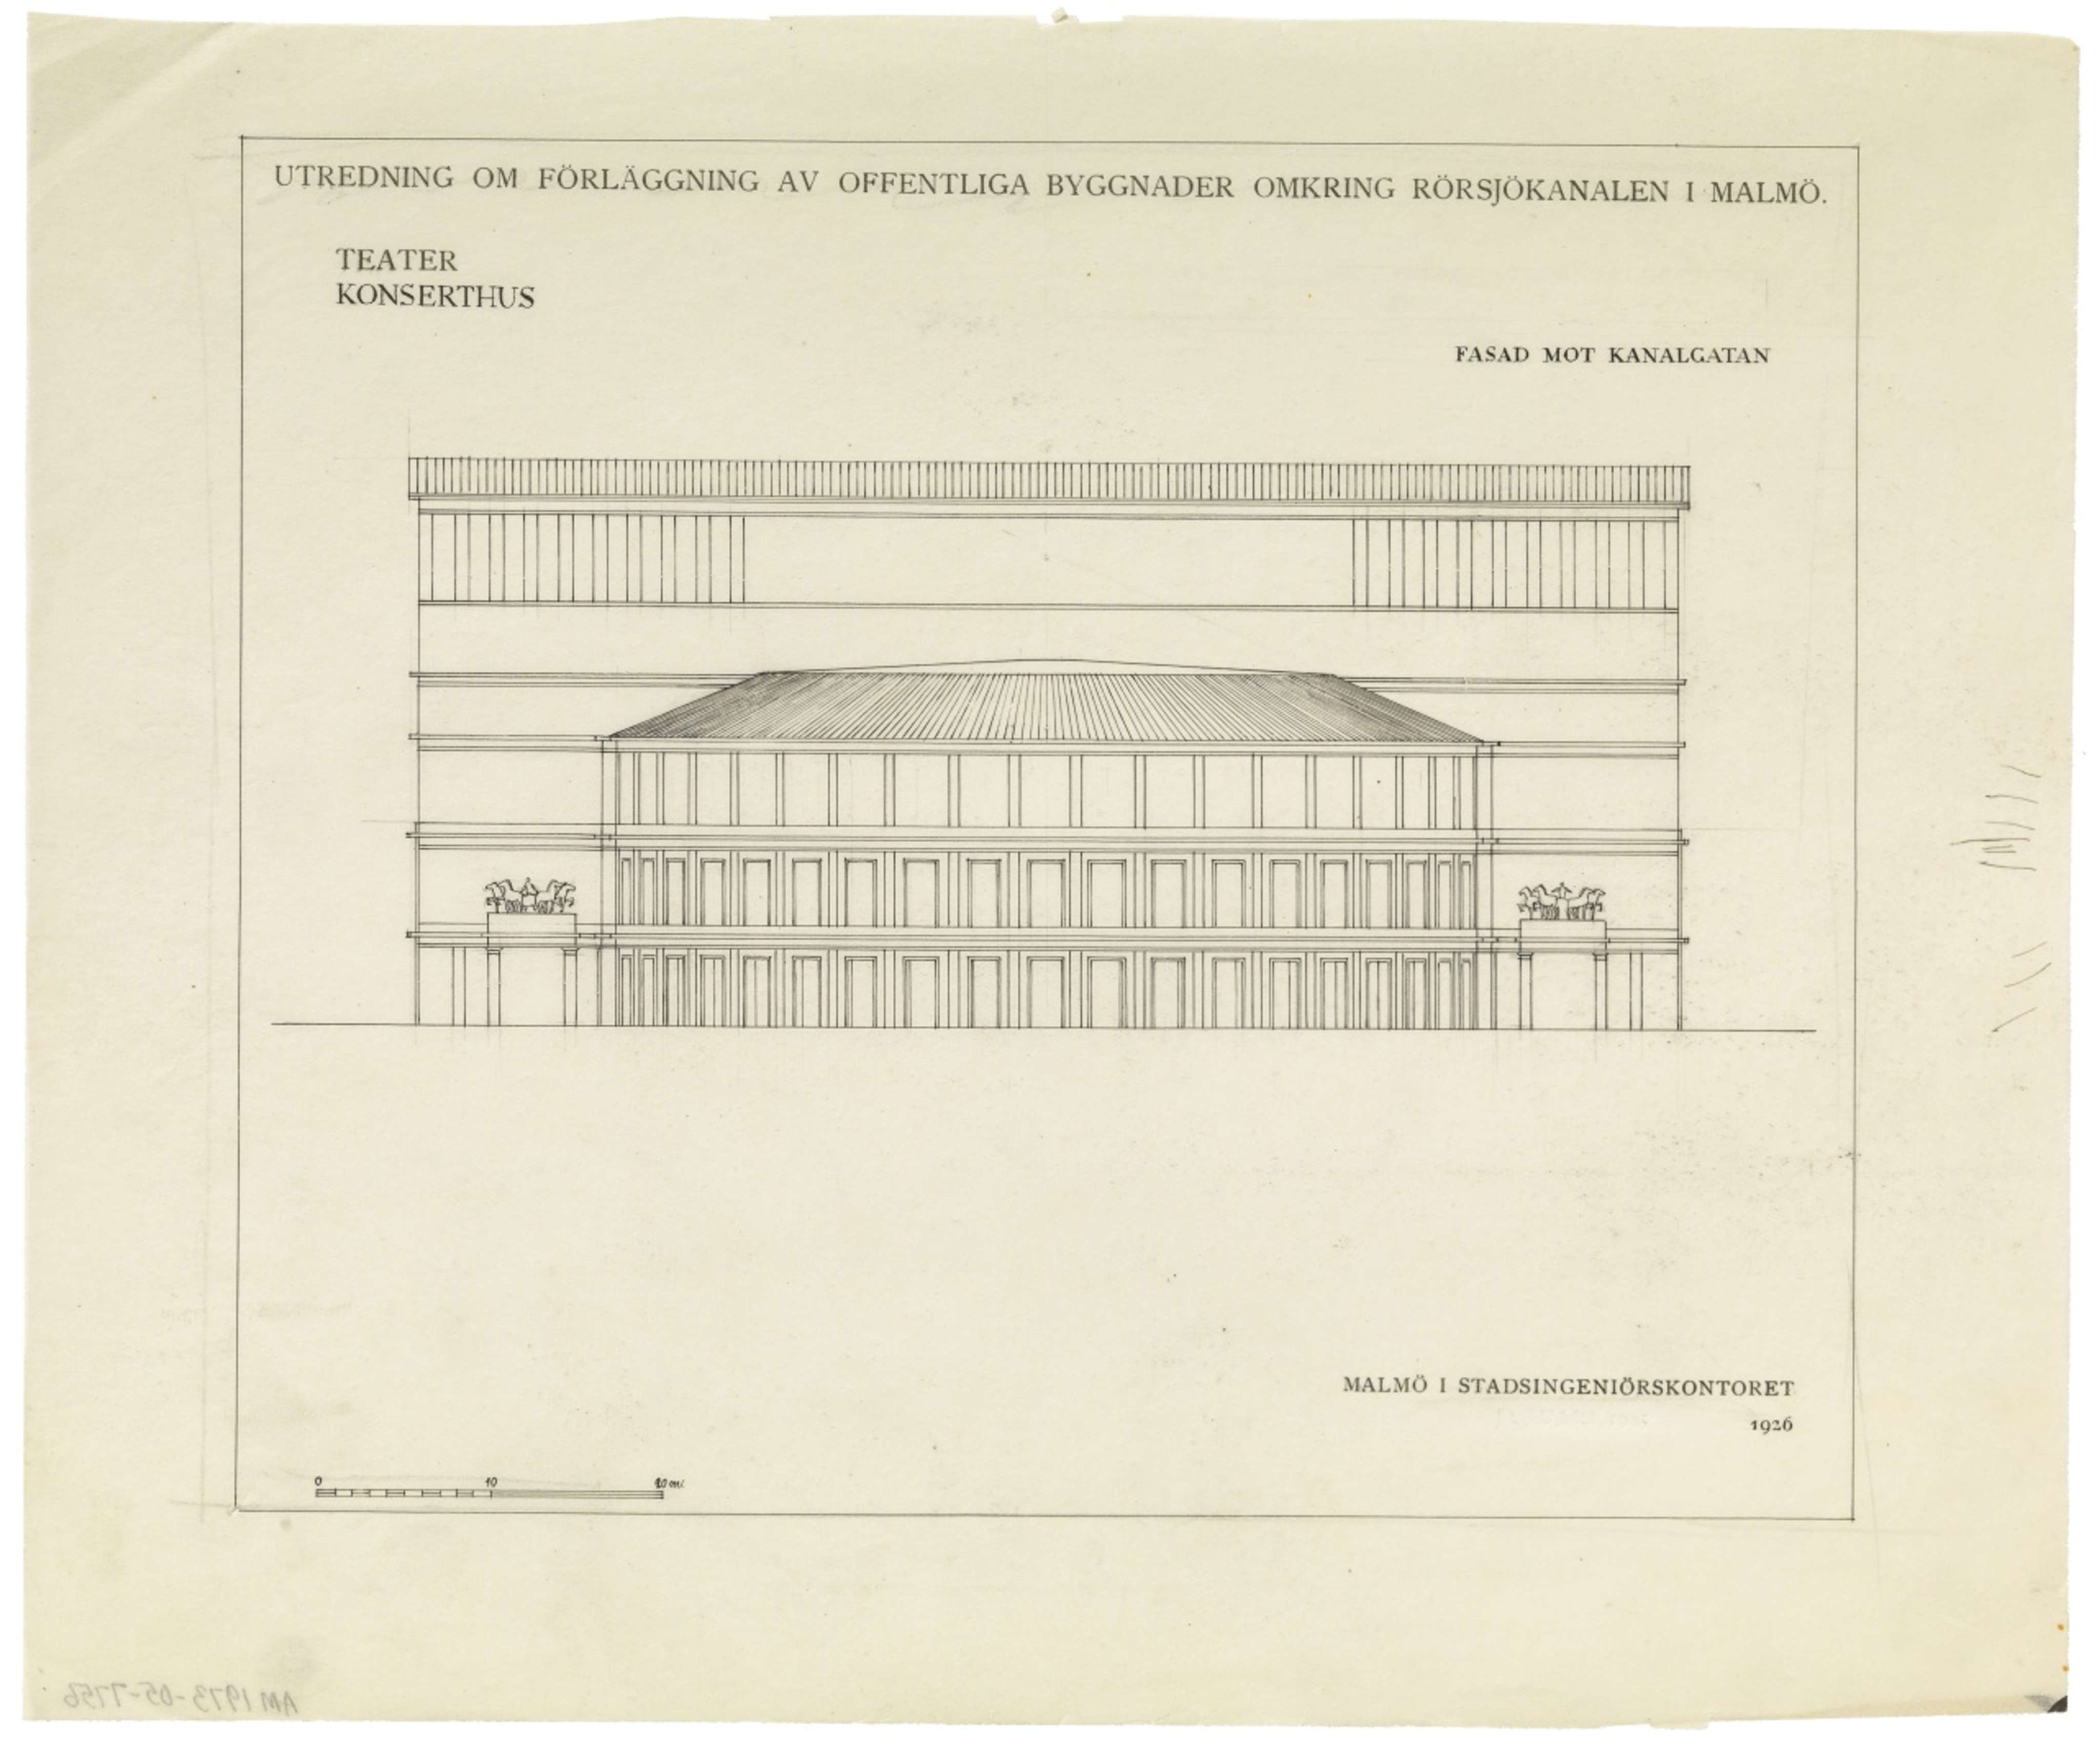 UTREDNING OM FÖRLÄGGNING AV OFFENTLIGA BYGGNADER OMKRING RÖRSJÖKANALEN I MALMÖ.
TEATER
KONSERTHUS
FASAD MOT KANALGATAN
MALMÖ I STADSINGENIÖRSKONTORET
1926
0 10 20 m
AM 1973-05-7756